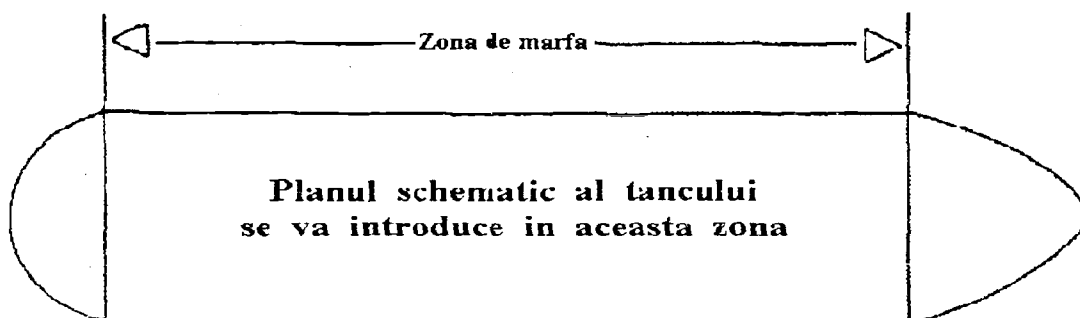 Zona de marfa
Planul schematic al tancului
se va introduce in aceasta zona